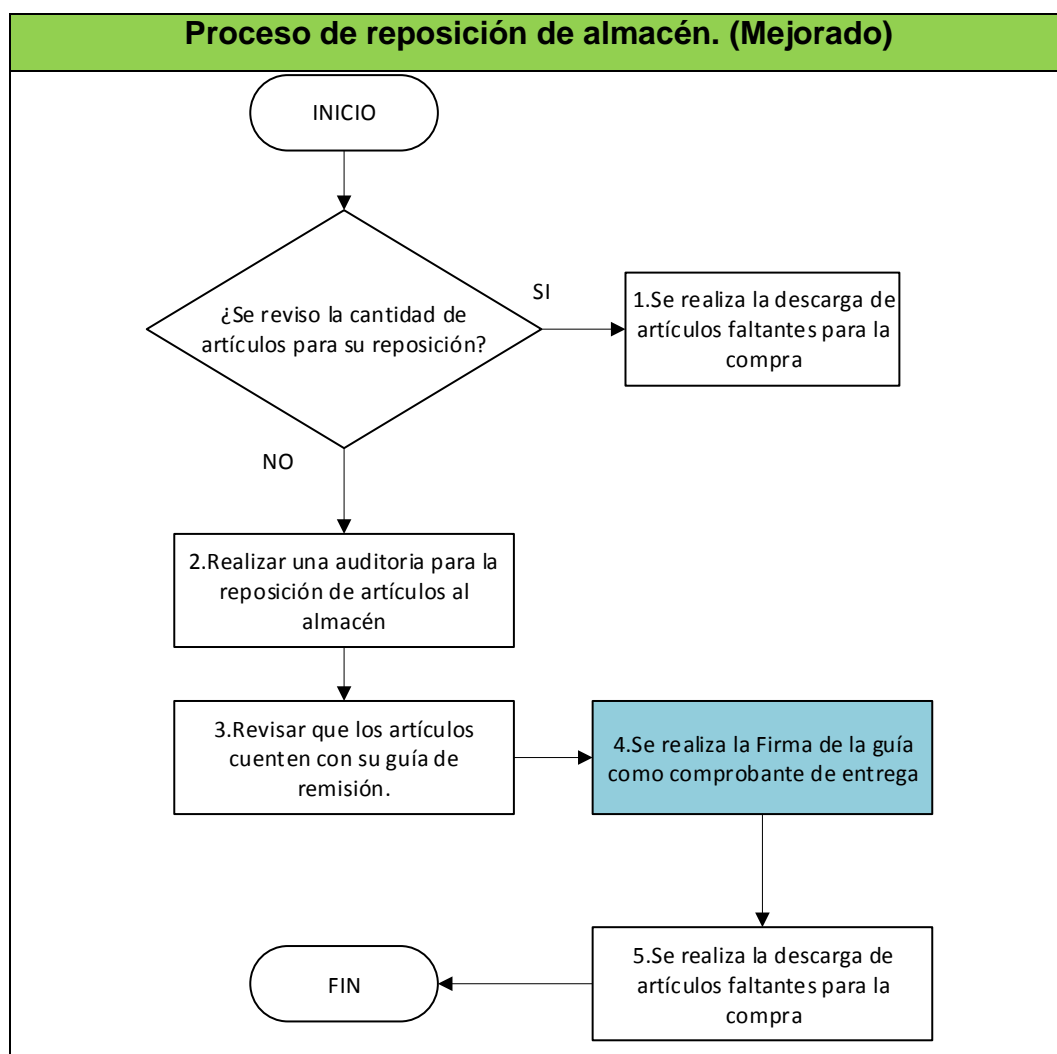 Proceso de reposición de almacén. (Mejorado)
INICIO
¿Se reviso la cantidad de
artículos para su reposición?
SI
1.Se realiza la descarga de
artículos faltantes para la
compra
NO
2.Realizar una auditoria para la
reposición de artículos al
almacén
3.Revisar que los artículos
cuenten con su guía de
remisión.
4.Se realiza la Firma de la guía
como comprobante de entrega
5.Se realiza la descarga de
artículos faltantes para la
compra
FIN